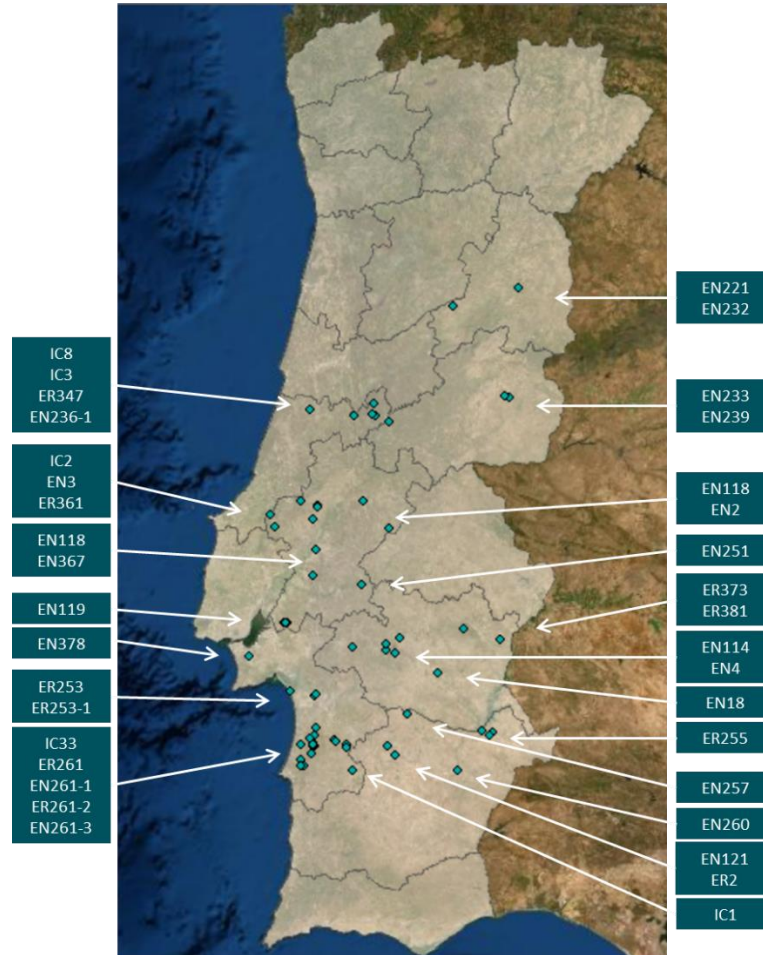 IC8
IC3
ER347
EN236-1
IC2
EN3
ER361
EN118
EN367
EN119
EN378
ER253
ER253-1
IC33
ER261
EN261-1
ER261-2
EN261-3
EN221
EN232
EN233
EN239
EN118
EN2
EN251
ER373
ER381
EN114
EN4
EN18
ER255
EN257
EN260
EN121
ER2
IC1